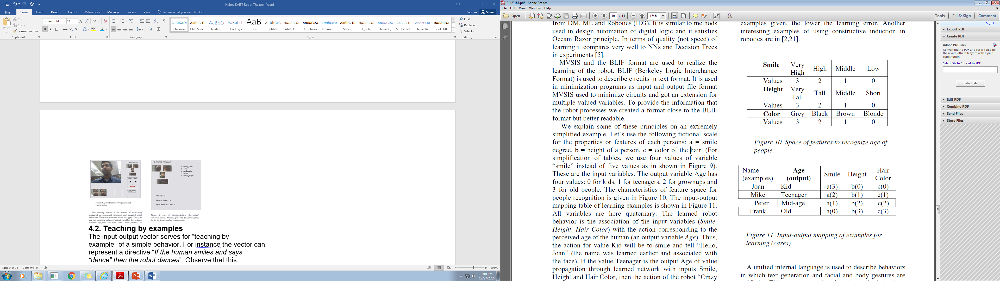 Hahoe KAIST Robot Theatre - Word
File Home Insert Design Layout References Mailings Review View Tell me what you want to do... Sign in Share
Paste
Cut
Copy
Format Painter
Clipboard
Times-Bold 11
Font
Paragraph
AaBbCcDc AaBbCcDc AaBbCc AaBbCcC AaB AaBbCcC AaBbCcDc AaBbCcDc AaBbCcDc AaBbCcDc AaBbCcDc AaBbCcDc AABBCCDC AABBCCDC AaBbCcDc
¶ Normal ¶ No Spac... Heading 1 Heading 2 Title Subtitle Subtle Em... Emphasis Intense E... Strong Quote Intense Q... Subtle Ref... Intense Re... Book Title
Styles
Find
Replace
Select
Editing
Facial Features
Figure 8. Face features recognition and
visualization.
The teaching process is the process of associating
perceived environmental situations and expected robot
behaviors. The robot behaviors are of two types. One type
are just symbolic values of output variables, for instance
variable left_hand can have value "wave friendly" or
Facial Features
0 very_low
1 low
2 moderate
3 high
4 very_high
Smile: 3
Mouth Open: 0
Eye Brow Raise: 2
Figure 9. Use of Multiple-Valued (five-valued)
variables Smile, Mouth_Open and Eye_Brow_Raise
for facial feature and face recognition.
4.2. Teaching by examples
The input-output vector serves for “teaching by
example” of a simple behavior. For instance the vector can
represent a directive “If the human smiles and says
“dance” then the robot dances”. Observe that this
Page 9 of 16 7308 words 196%
01423187.pdf - Adobe Reader
File Edit View Window Help
Open 10 / 13 174% Tools Fill & Sign Comment
from DM, ML and Robotics (ID3). It is similar to methods
used in design automation of digital logic and it satisfies
Occam Razor principle. In terms of quality (not speed) of
learning it compares very well to NNs and Decision Trees
in experiments [5].
MVSIS and the BLIF format are used to realize the
learning of the robot. BLIF (Berkeley Logic Interchange
Format) is used to describe circuits in text format. It is used
in minimization programs as input and output file format
MVSIS used to minimize circuits and got an extension for
multiple-valued variables. To provide the information that
the robot processes we created a format close to the BLIF
format but better readable.
We explain some of these principles on an extremely
simplified example. Let’s use the following fictional scale
for the properties or features of each persons: a = smile
degree, b = height of a person, c = color of the hair. (For
simplification of tables, we use four values of variable
“smile” instead of five values as in shown in Figure 9).
These are the input variables. The output variable Age has
four values: 0 for kids, 1 for teenagers, 2 for grownups and
3 for old people. The characteristics of feature space for
people recognition is given in Figure 10. The input-output
mapping table of learning examples is shown in Figure 11.
All variables are here quaternary. The learned robot
behavior is the association of the input variables (Smile,
Height, Hair Color) with the action corresponding to the
perceived age of the human (an output variable Age). Thus,
the action for value Kid will be to smile and tell “Hello,
Joan” (the name was learned earlier and associated with
the face). If the value Teenager is the output Age of value
propagation through learned network with inputs Smile,
Height and Hair Color, then the action of the robot “Crazy
examples given, the lower the learning error. Another
interesting examples of using constructive induction in
robotics are in [2,21].
Smile Very High High Middle Low
Values 3 2 1 0
Height Very Tall Tall Middle Short
Values 3 2 1 0
Color Grey Black Brown Blonde
Values 3 2 1 0
Figure 10. Space of features to recognize age of
people.
Name (examples) Age (output) Smile Height Hair Color
Joan Kid a(3) b(0) c(0)
Mike Teenager a(2) b(1) c(1)
Peter Mid-age a(1) b(2) c(2)
Frank Old a(0) b(3) c(3)
Figure 11. Input-output mapping of examples for
learning (cares).
A unified internal language is used to describe behaviors
in which text generation and facial and body gestures are
Sign In
Export PDF
Create PDF
Adobe PDF Pack
Convert files to PDF and easily combine
them with other file types with a paid
subscription.
Select File to Convert to PDF:
Select File
Edit PDF
Combine PDF
Send Files
Store Files
1:10 PM
12/27/2016